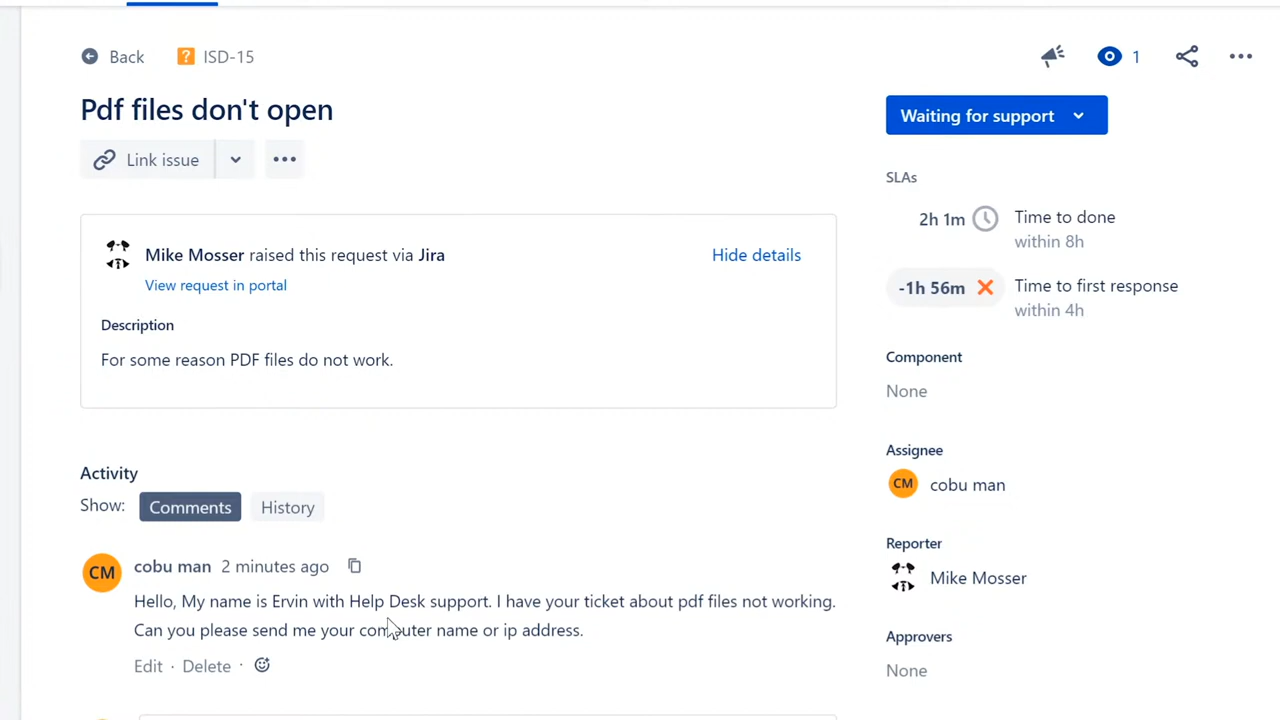 Back ISD-15 1
Pdf files don't open
Link issue
Mike Mosser raised this request via Jira Hide details
View request in portal
Description
For some reason PDF files do not work.
Activity
Show: Comments History
CM cobu man 2 minutes ago
Hello, My name is Ervin with Help Desk support. I have your ticket about pdf files not working.
Can you please send me your computer name or ip address.
Edit · Delete ·
Waiting for support
SLAs
2h 1m Time to done
within 8h
-1h 56m Time to first response
within 4h
Component
None
Assignee
CM cobu man
Reporter
Mike Mosser
Approvers
None